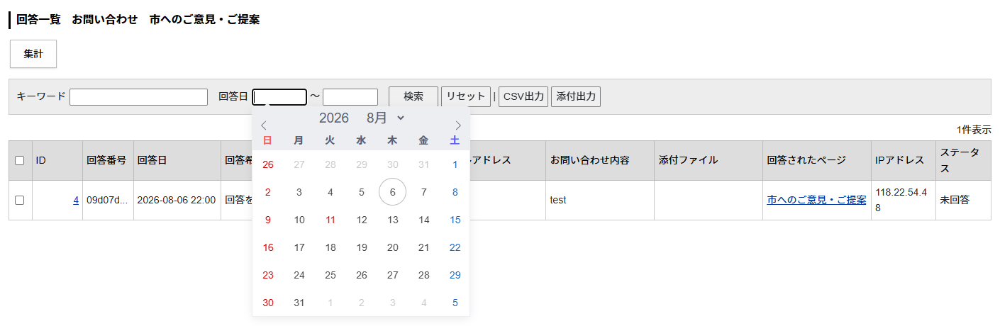 回答一覧　お問い合わせ　市へのご意見・ご提案
集計
キーワード 回答日 ～ 検索 リセット | CSV出力 添付出力
1件表示
2026 8月
日 月 火 水 木 金 土
26 27 28 29 30 31 1
2 3 4 5 6 7 8
9 10 11 12 13 14 15
16 17 18 19 20 21 22
23 24 25 26 27 28 29
30 31 1 2 3 4 5
ID 回答番号 回答日 回答希 アドレス お問い合わせ内容 添付ファイル 回答されたページ IPアドレス ステータ
ス
4 09d07d... 2026-08-06 22:00 回答を test 市へのご意見・ご提案 118.22.54.4 未回答
8